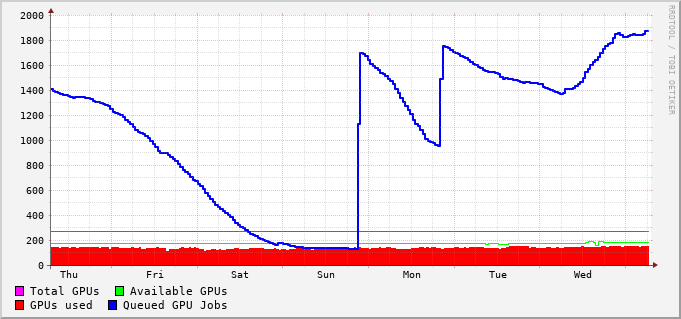 2000
1800
1600
1400
1200
1000
800
600
400
200
0
Thu Fri Sat Sun Mon Tue Wed
Total GPUs Available GPUs
GPUs used Queued GPU Jobs
RRDTOOL / TOBI OETIKER